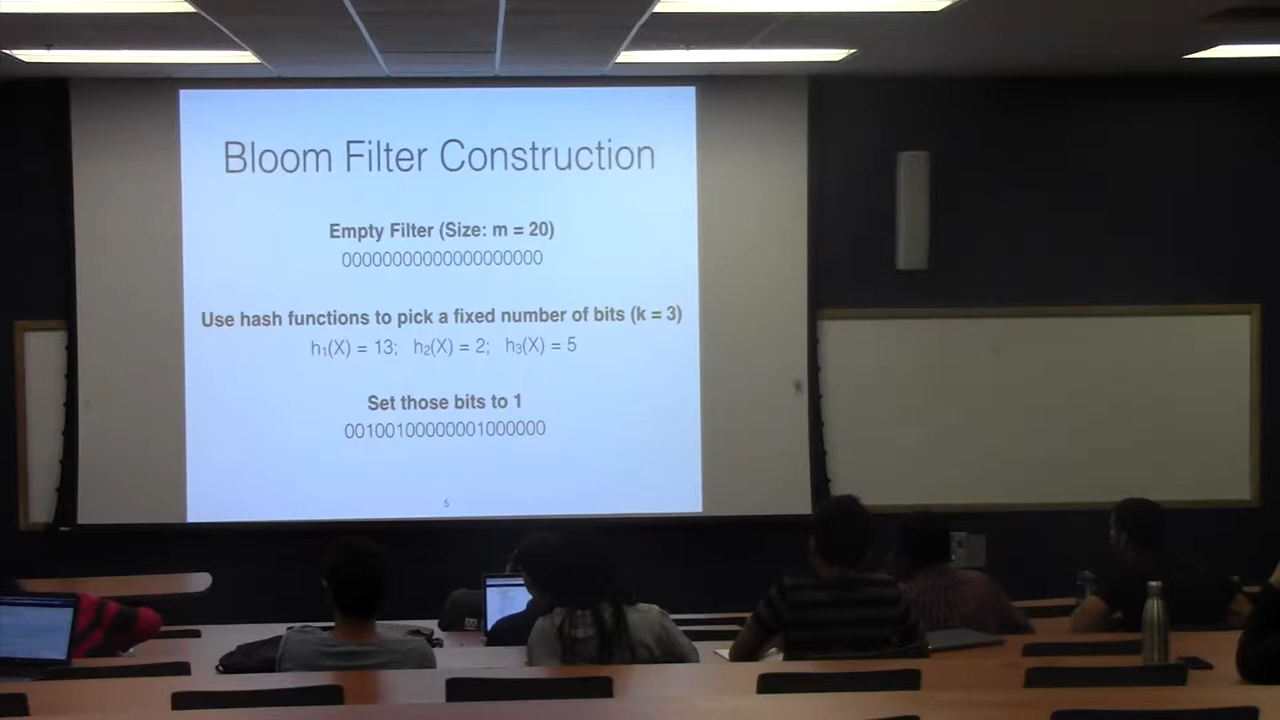 Bloom Filter Construction
Empty Filter (Size: m = 20)
00000000000000000000
Use hash functions to pick a fixed number of bits (k = 3)
h₁(X) = 13; h₂(X) = 2; h₃(X) = 5
Set those bits to 1
00100100000001000000
5